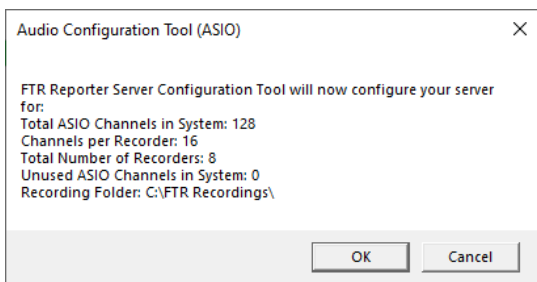 Audio Configuration Tool (ASIO)
FTR Reporter Server Configuration Tool will now configure your server
for:
Total ASIO Channels in System: 128
Channels per Recorder: 16
Total Number of Recorders: 8
Unused ASIO Channels in System: 0
Recording Folder: C:\FTR Recordings\
OK Cancel